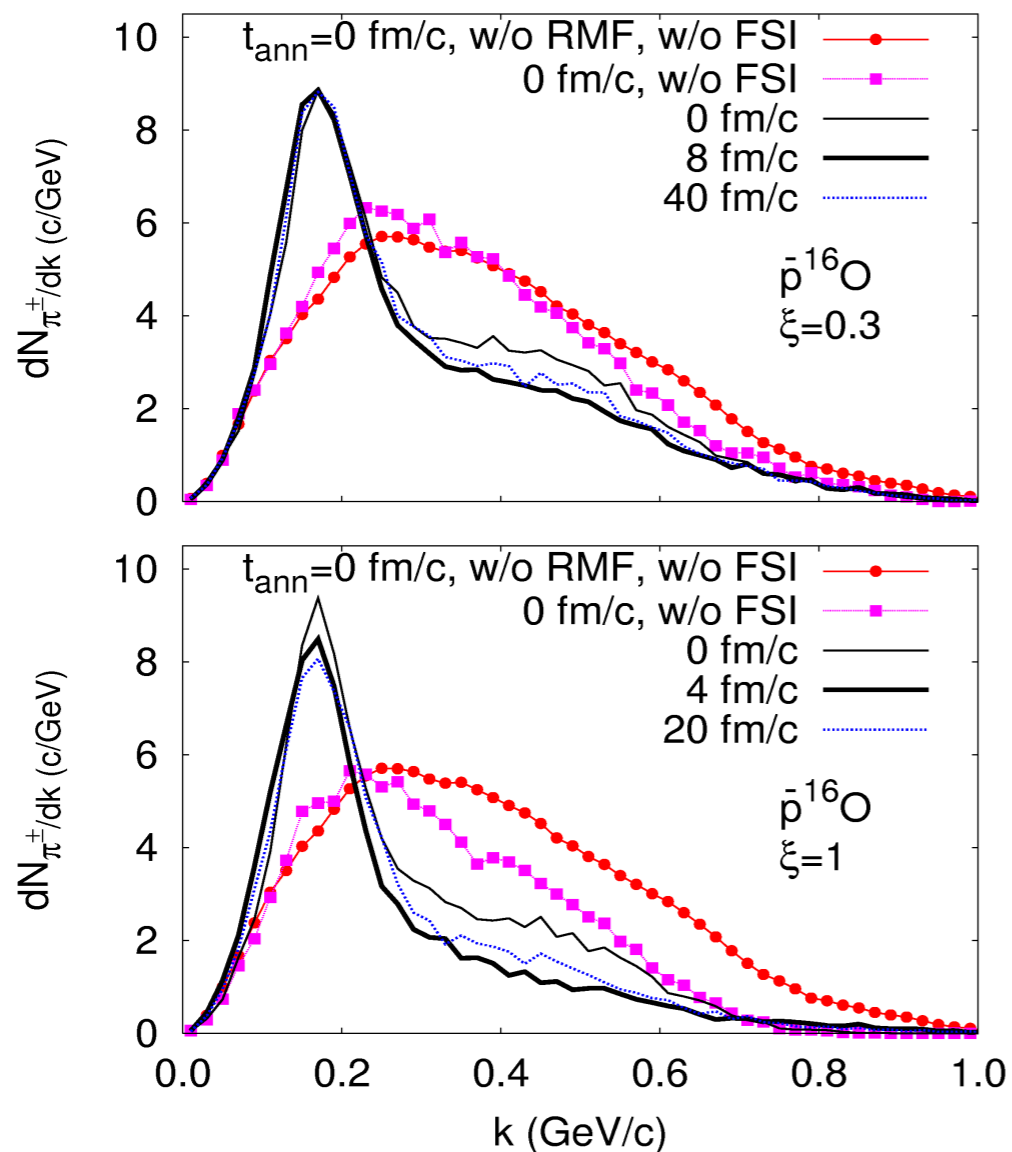 10
8
6
4
2
0
dN_π±/dk (c/GeV)
t_ann=0 fm/c, w/o RMF, w/o FSI
0 fm/c, w/o FSI
0 fm/c
8 fm/c
40 fm/c
p̄-¹⁶O
ξ=0.3
10
8
6
4
2
0
dN_π±/dk (c/GeV)
t_ann=0 fm/c, w/o RMF, w/o FSI
0 fm/c, w/o FSI
0 fm/c
4 fm/c
20 fm/c
p̄-¹⁶O
ξ=1
0.0 0.2 0.4 0.6 0.8 1.0
k (GeV/c)